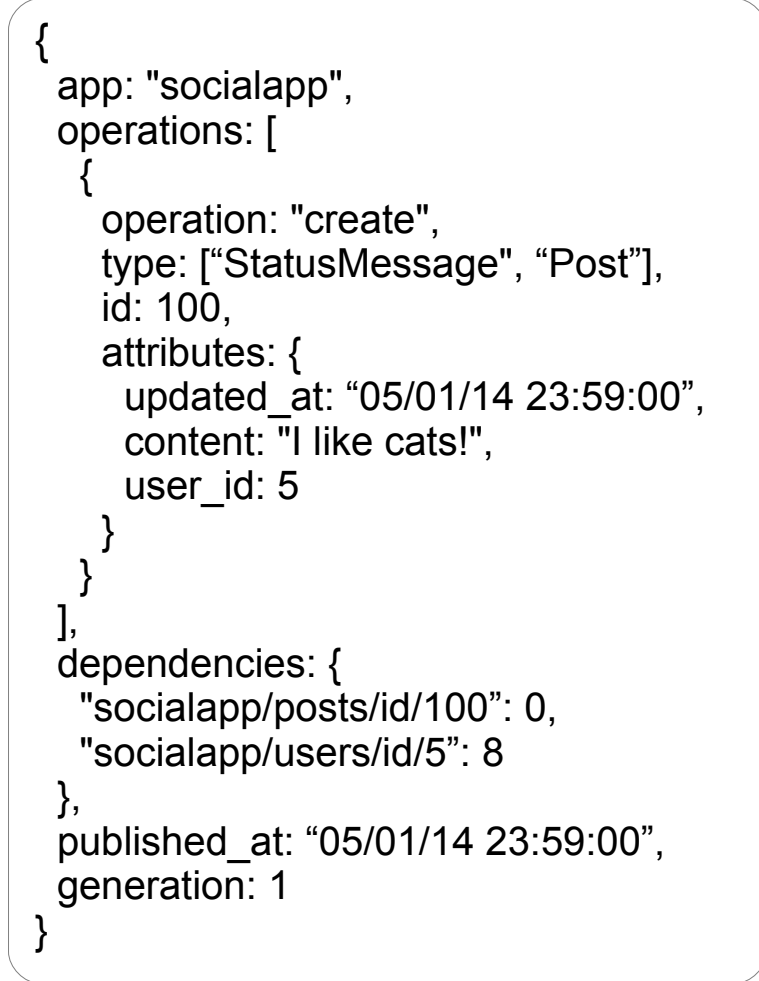 {
app: "socialapp",
operations: [
{
operation: "create",
type: [“StatusMessage", “Post”],
id: 100,
attributes: {
updated_at: “05/01/14 23:59:00”,
content: "I like cats!",
user_id: 5
}
}
],
dependencies: {
"socialapp/posts/id/100”: 0,
"socialapp/users/id/5”: 8
},
published_at: “05/01/14 23:59:00”,
generation: 1
}